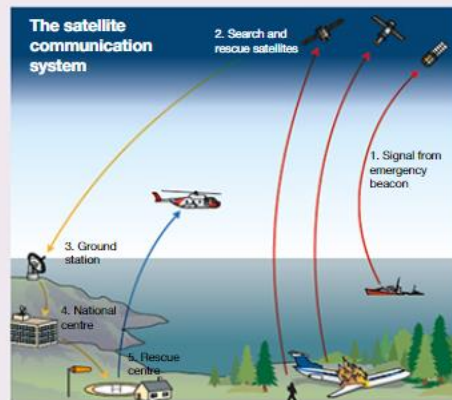 The satellite
communication
system
2. Search and
rescue satellites
1. Signal from
emergency
beacon
3. Ground
station
4. National
centre
5. Rescue
centre